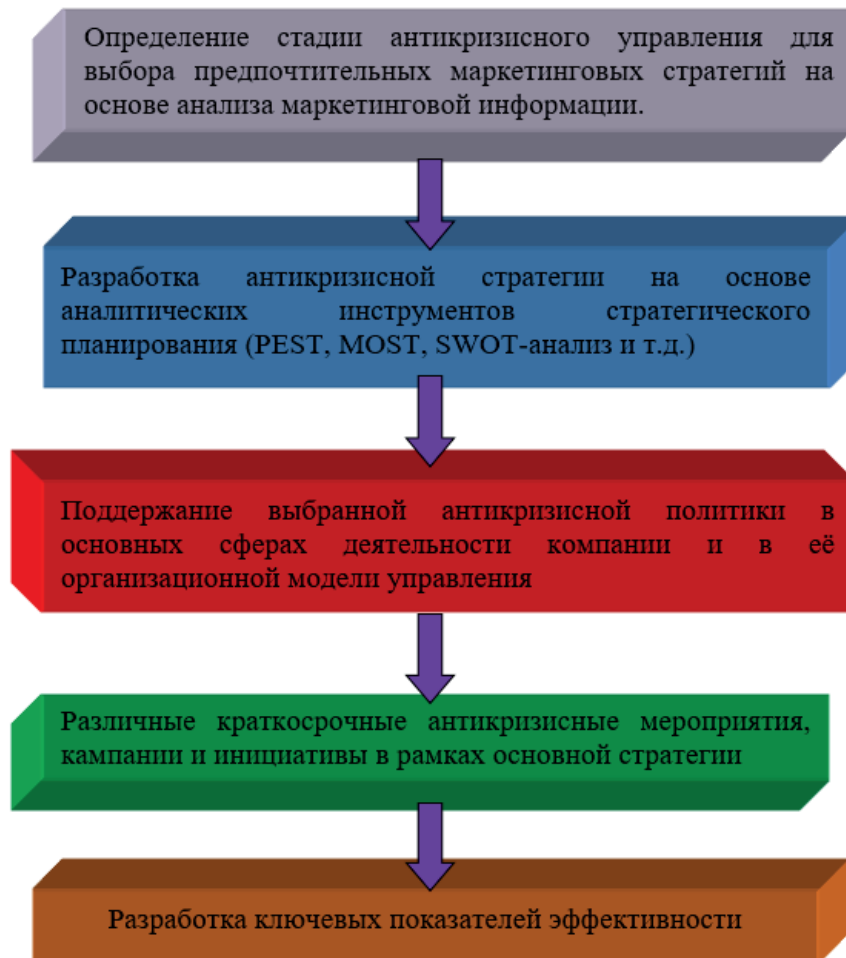 Определение стадии антикризисного управления для
выбора предпочтительных маркетинговых стратегий на
основе анализа маркетинговой информации.
Разработка антикризисной стратегии на основе
аналитических инструментов стратегического
планирования (PEST, MOST, SWOT-анализ и т.д.)
Поддержание выбранной антикризисной политики в
основных сферах деятельности компании и в её
организационной модели управления
Различные краткосрочные антикризисные мероприятия,
кампании и инициативы в рамках основной стратегии
Разработка ключевых показателей эффективности